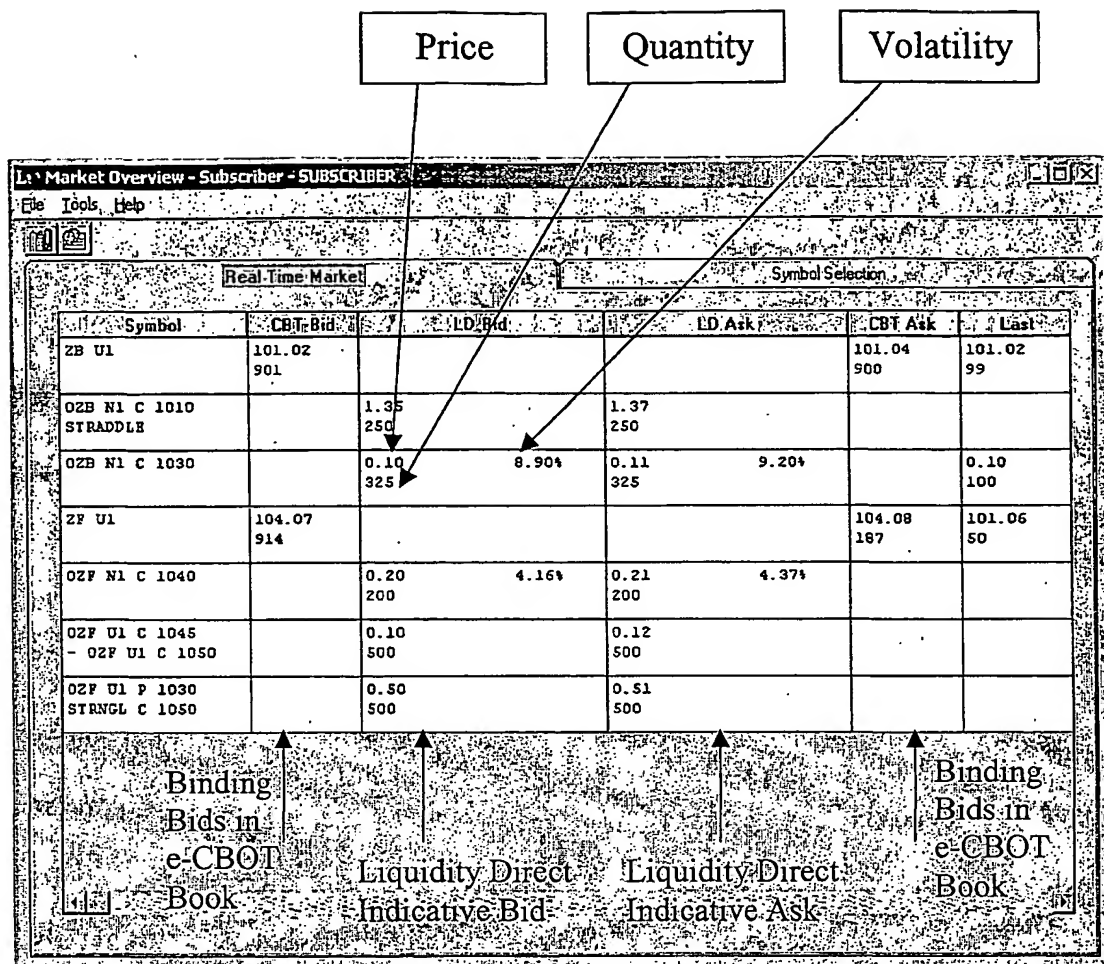 Price Quantity Volatility
Market Overview - Subscriber - SUBSCRIBER
File Tools Help
Real-Time Market Symbol Selection
Symbol CBT Bid LD Bid LD Ask CBT Ask Last
ZB U1 101.02 101.04 101.02
901 900 99
OZB N1 C 1010 1.35 1.37
STRADDLE 250 250
OZB N1 C 1030 0.10 8.90% 0.11 9.20% 0.10
325 325 100
ZF U1 104.07 104.08 101.06
914 187 50
OZF N1 C 1040 0.20 4.16% 0.21 4.37%
200 200
OZF U1 C 1045 0.10 0.12
- OZF U1 C 1050 500 500
OZF U1 P 1030 0.50 0.51
STRNGL C 1050 500 500
Binding
Bids in
e-CBOT
Book
Liquidity Direct
Indicative Bid
Liquidity Direct
Indicative Ask
Binding
Bids in
e-CBOT
Book